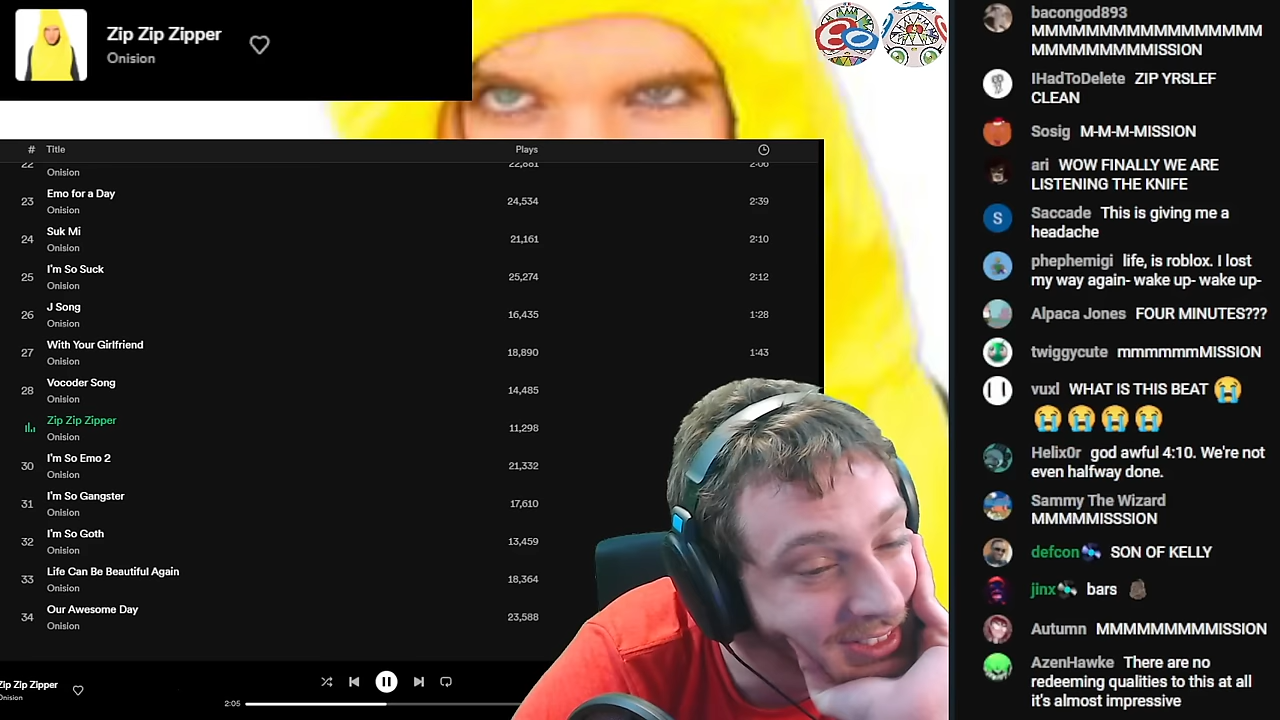 Zip Zip Zipper
Onision
# Title Plays
22 22,881 2:06
Onision
Emo for a Day
23 24,534 2:39
Onision
Suk Mi
24 21,161 2:10
Onision
I'm So Suck
25 25,274 2:12
Onision
J Song
26 16,435 1:28
Onision
With Your Girlfriend
27 18,890 1:43
Onision
Vocoder Song
28 14,485
Onision
Zip Zip Zipper
11,298
Onision
I'm So Emo 2
30 21,332
Onision
I'm So Gangster
31 17,610
Onision
I'm So Goth
32 13,459
Onision
Life Can Be Beautiful Again
33 18,364
Onision
Our Awesome Day
34 23,588
Onision
Zip Zip Zipper
Onision
2:05
bacongod893
MMMMMMMMMMMMMMMMM
MMMMMMMMMISSION
IHadToDelete ZIP YRSLEF
CLEAN
Sosig M-M-M-MISSION
ari WOW FINALLY WE ARE
LISTENING THE KNIFE
S
Saccade This is giving me a
headache
phephemigi life, is roblox. I lost
my way again- wake up- wake up-
Alpaca Jones FOUR MINUTES???
twiggycute mmmmmmMISSION
vuxl WHAT IS THIS BEAT 😭
😭😭😭😭
Helix0r god awful 4:10. We're not
even halfway done.
Sammy The Wizard
MMMMMISSSION
defcon SON OF KELLY
jinx bars 🗿
Autumn MMMMMMMMMISSION
AzenHawke There are no
redeeming qualities to this at all
it's almost impressive